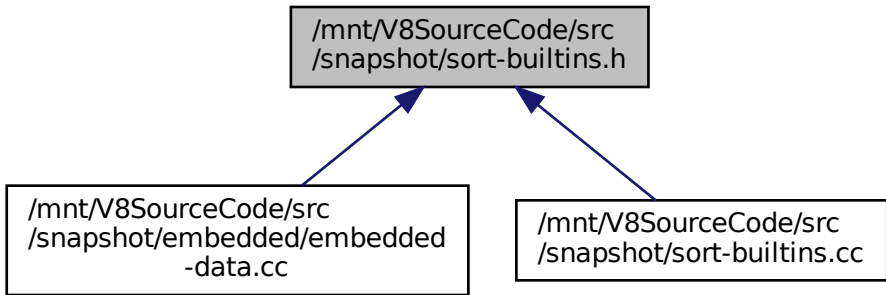 /mnt/V8SourceCode/src
/snapshot/sort-builtins.h
/mnt/V8SourceCode/src
/snapshot/embedded/embedded
-data.cc
/mnt/V8SourceCode/src
/snapshot/sort-builtins.cc